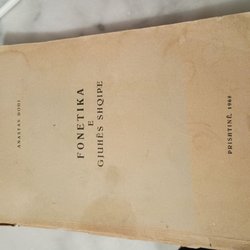 ANASTAS DODI
FONETIKA
E
GJUHËS SHQIPE
PRISHTINË, 1968